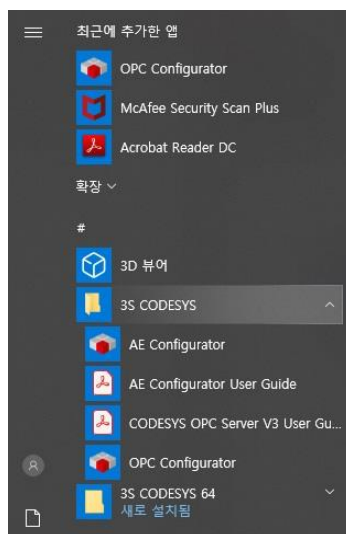 최근에 추가한 앱
OPC Configurator
McAfee Security Scan Plus
Acrobat Reader DC
확장
#
3D 뷰어
3S CODESYS
AE Configurator
AE Configurator User Guide
CODESYS OPC Server V3 User Gu...
OPC Configurator
3S CODESYS 64
새로 설치됨